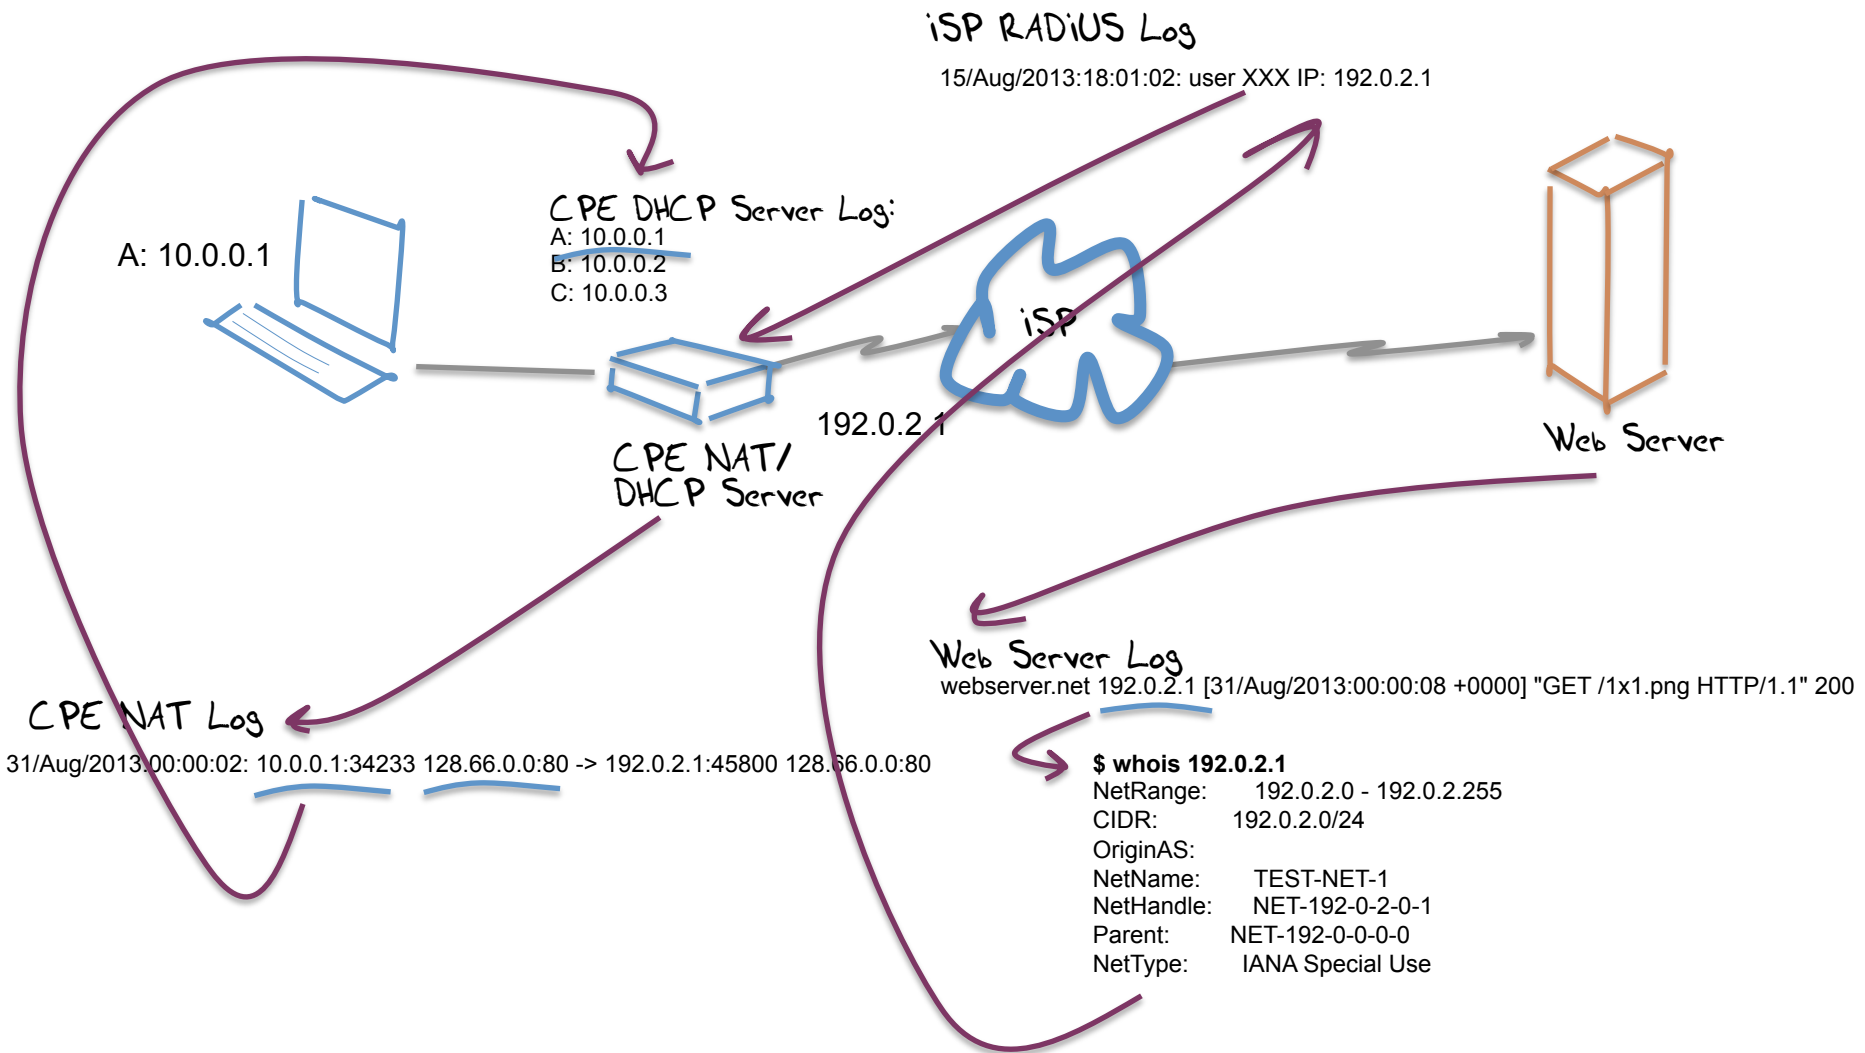 iSP RADiUS Log
15/Aug/2013:18:01:02: user XXX IP: 192.0.2.1
CPE DHCP Server Log:
A: 10.0.0.1
B: 10.0.0.2
C: 10.0.0.3
A: 10.0.0.1
iSP
192.0.2.1
CPE NAT/
DHCP Server
Web Server
Web Server Log
webserver.net 192.0.2.1 [31/Aug/2013:00:00:08 +0000] "GET /1x1.png HTTP/1.1" 200
CPE NAT Log
31/Aug/2013:00:00:02: 10.0.0.1:34233 128.66.0.0:80 -> 192.0.2.1:45800 128.66.0.0:80
$ whois 192.0.2.1
NetRange: 192.0.2.0 - 192.0.2.255
CIDR: 192.0.2.0/24
OriginAS:
NetName: TEST-NET-1
NetHandle: NET-192-0-2-0-1
Parent: NET-192-0-0-0-0
NetType: IANA Special Use